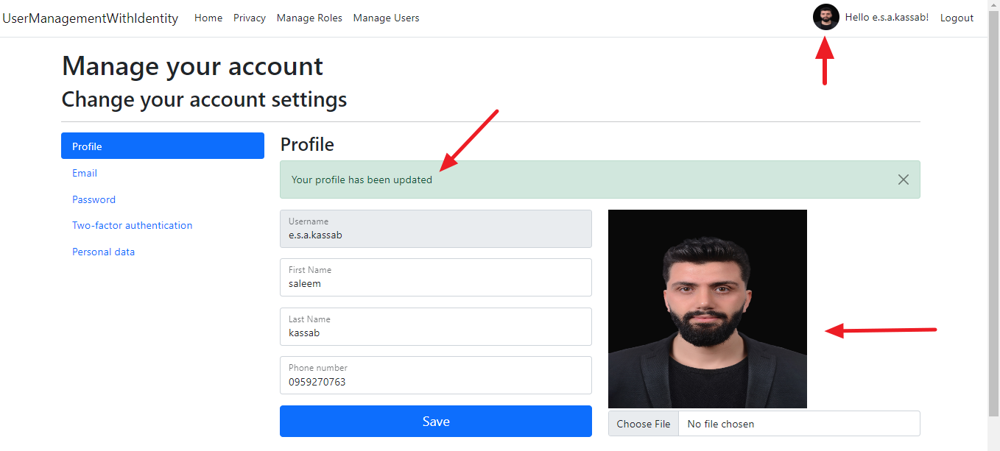 UserManagementWithIdentity Home Privacy Manage Roles Manage Users Hello e.s.a.kassab! Logout
Manage your account
Change your account settings
Profile
Email
Password
Two-factor authentication
Personal data
Profile
Your profile has been updated
Username
e.s.a.kassab
First Name
saleem
Last Name
kassab
Phone number
0959270763
Save
Choose File No file chosen